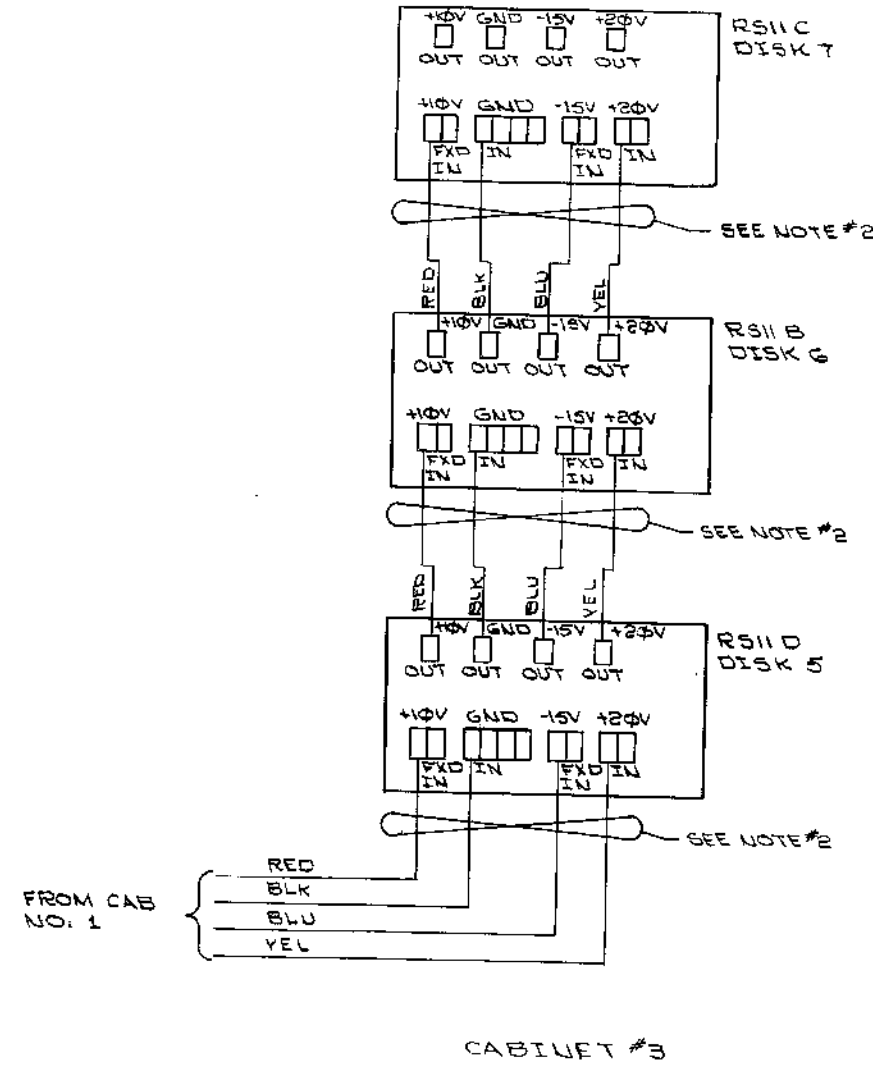 +10V GND -15V +20V
OUT OUT OUT OUT
RS11 C
DISK 7
+10V GND -15V +20V
FXD IN FXD IN
IN IN
SEE NOTE #2
RED BLK BLU YEL
+10V GND -15V +20V
OUT OUT OUT OUT
RS11 B
DISK 6
+10V GND -15V +20V
FXD IN FXD IN
IN IN
SEE NOTE #2
RED BLK BLU YEL
+10V GND -15V +20V
OUT OUT OUT OUT
RS11 D
DISK 5
+10V GND -15V +20V
FXD IN FXD IN
IN IN
SEE NOTE #2
FROM CAB
NO. 1
RED
BLK
BLU
YEL
CABINET #3